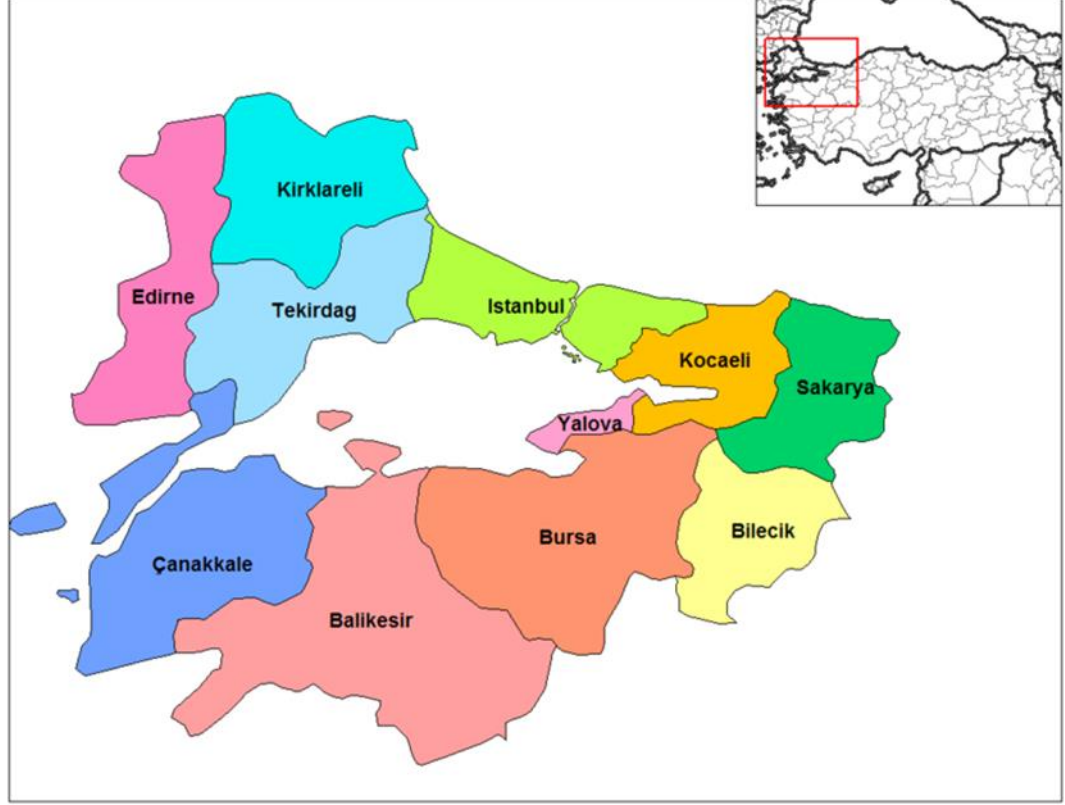 Kirklareli
Edirne
Tekirdag
Istanbul
Kocaeli
Sakarya
Yalova
Bursa
Bilecik
Çanakkale
Balikesir